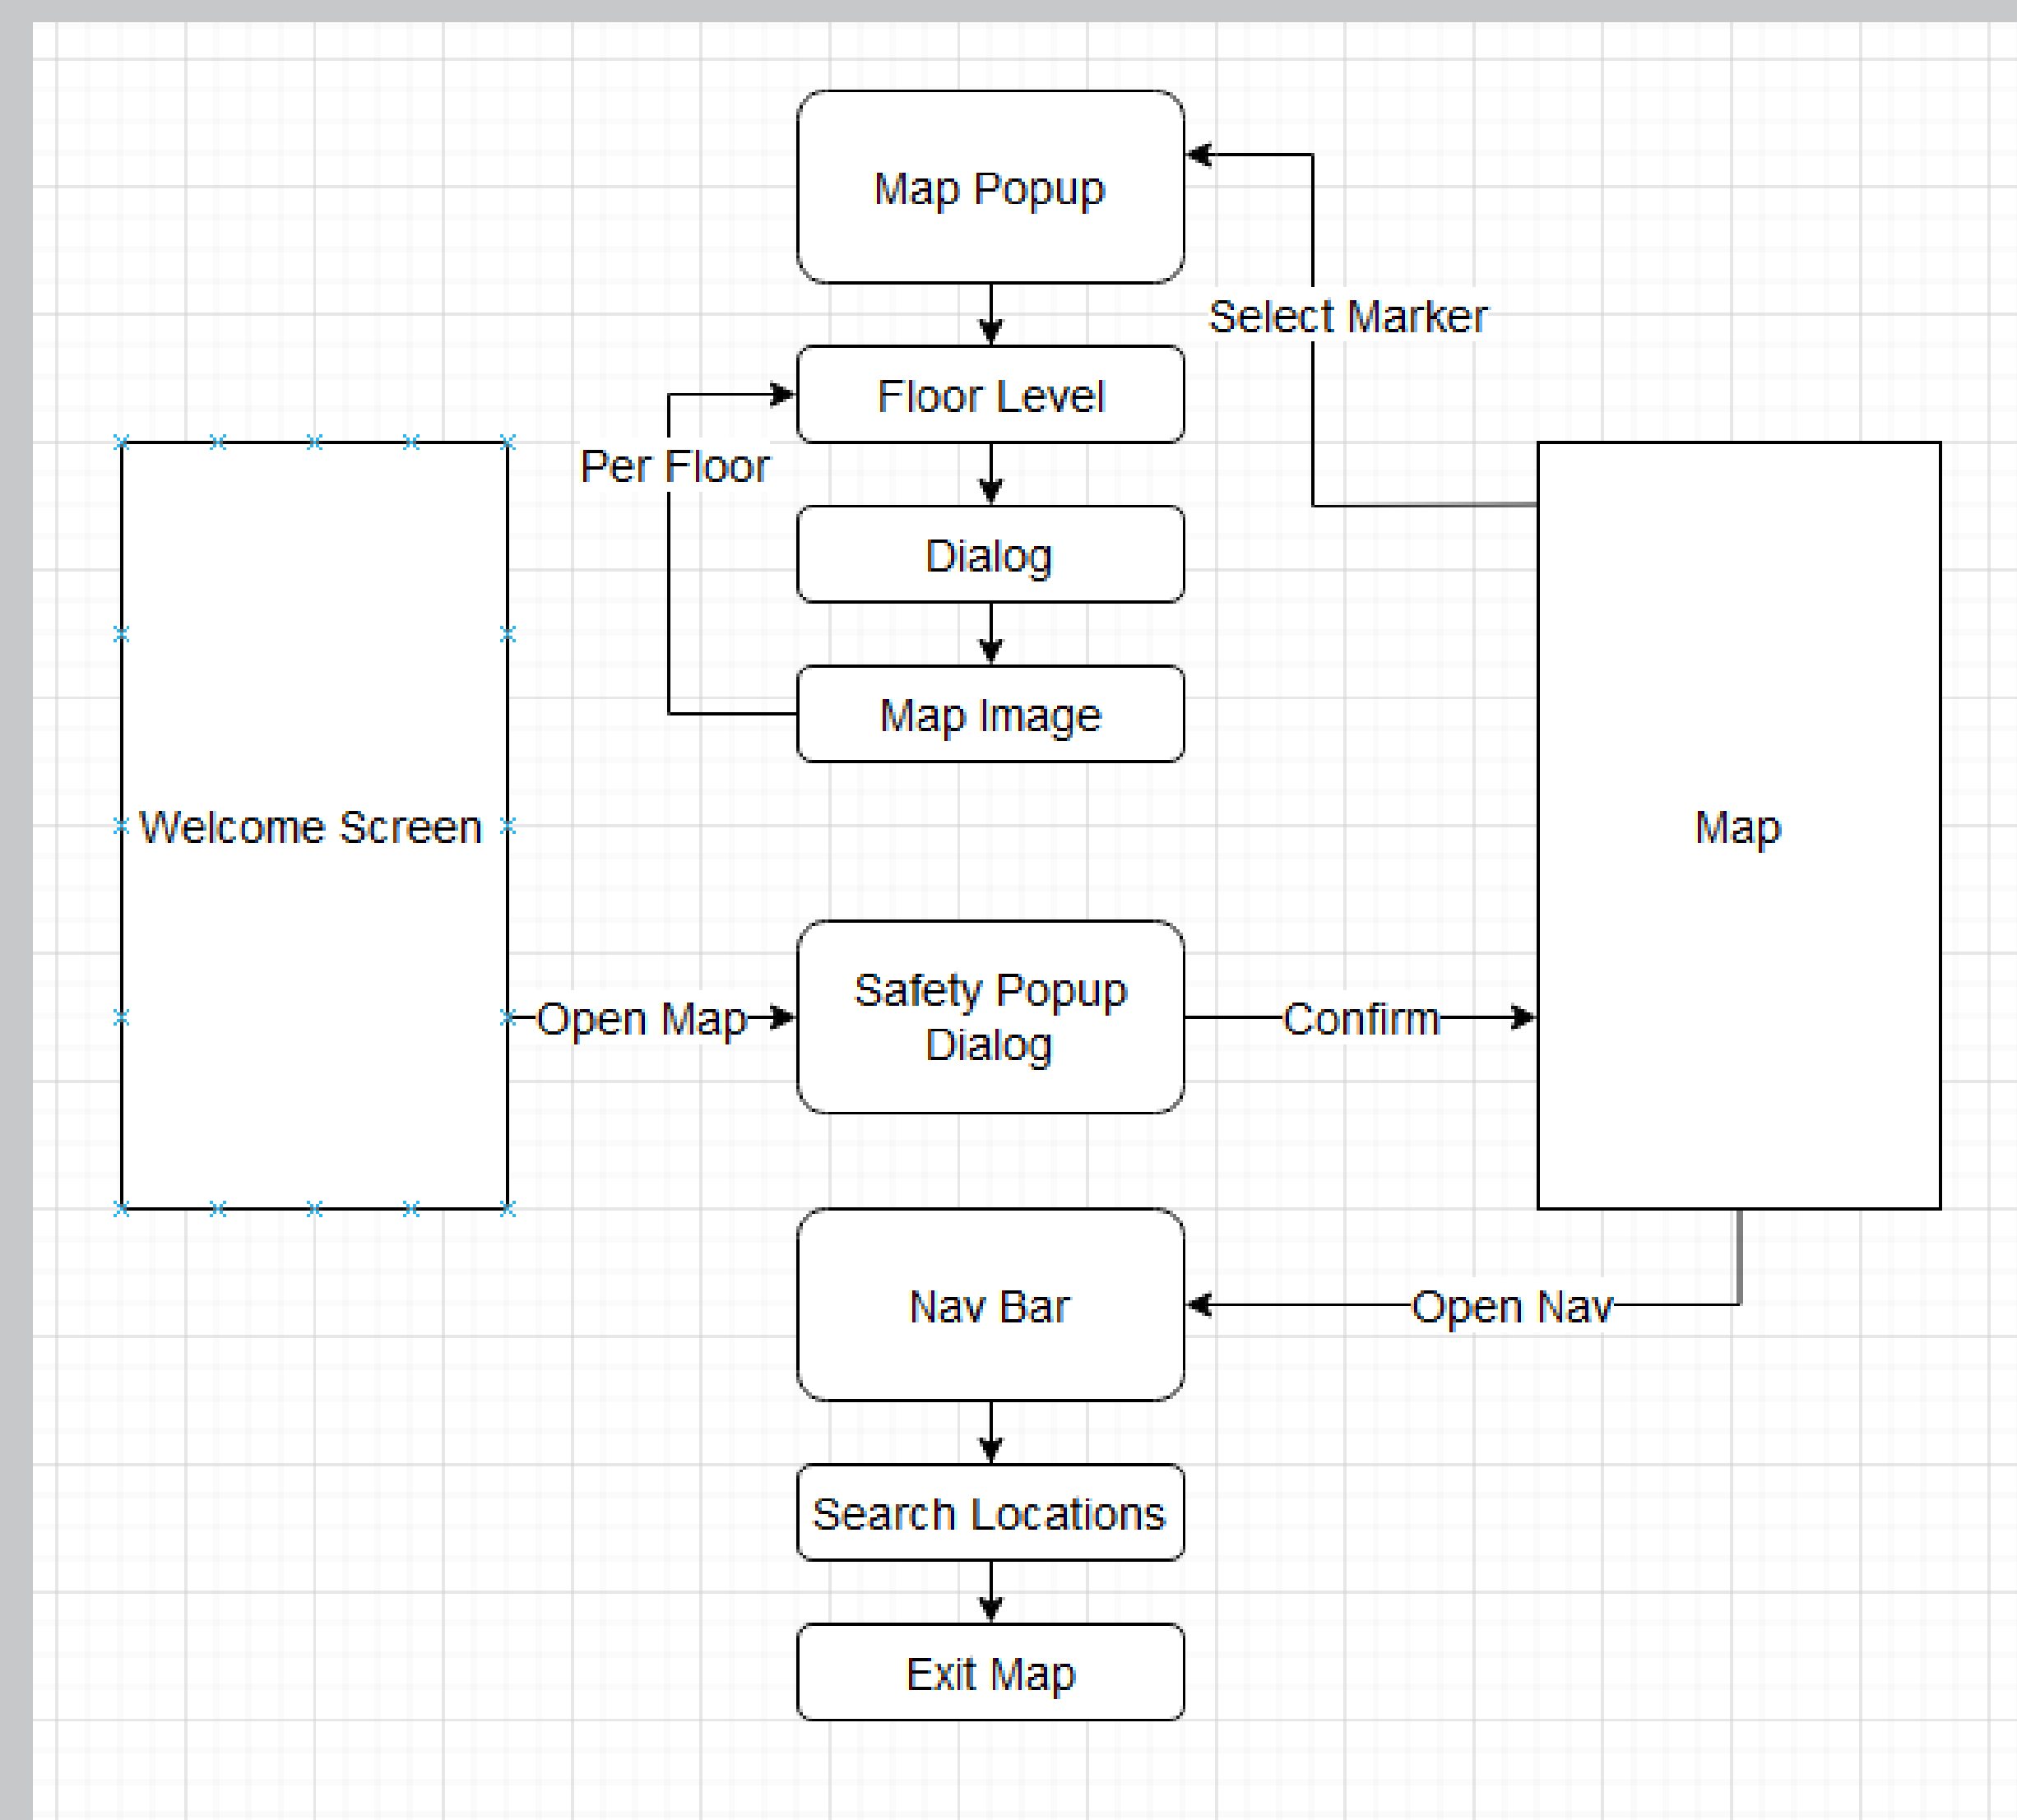 Map Popup
Select Marker
Floor Level
Per Floor
Dialog
Map Image
Welcome Screen
Map
Open Map
Safety Popup
Dialog
Confirm
Nav Bar
Open Nav
Search Locations
Exit Map